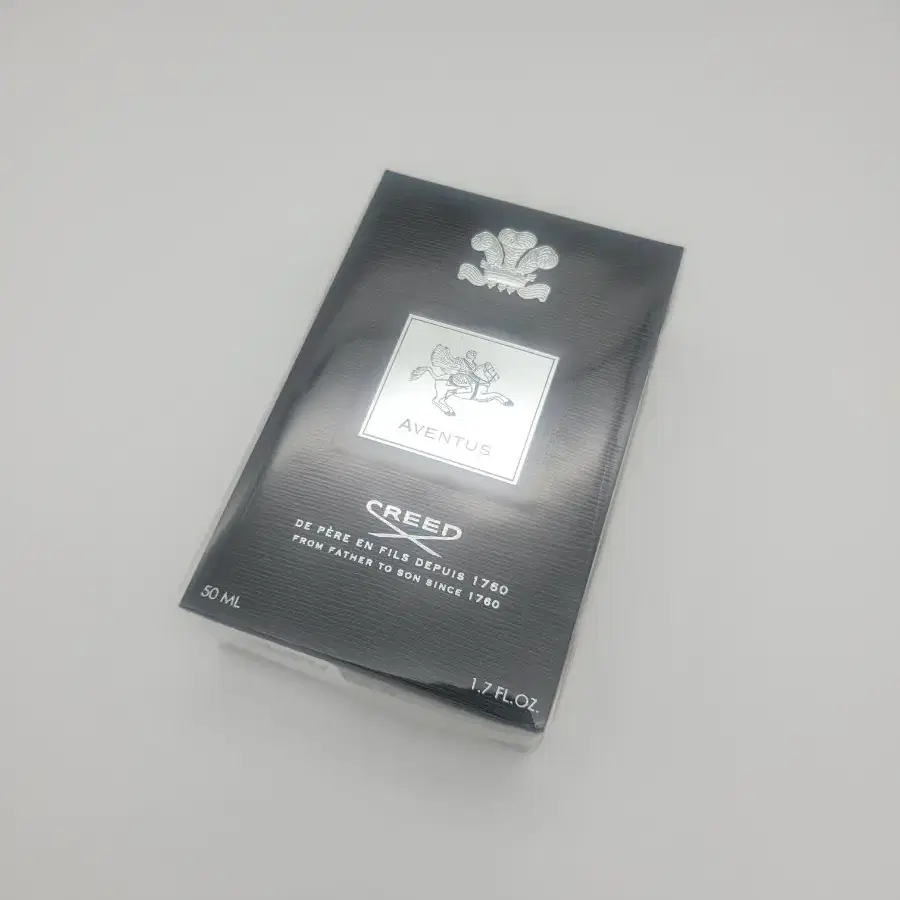 AVENTUS
CREED
DE PÈRE EN FILS DEPUIS 1760
FROM FATHER TO SON SINCE 1760
50 ML
1.7 FL.OZ.